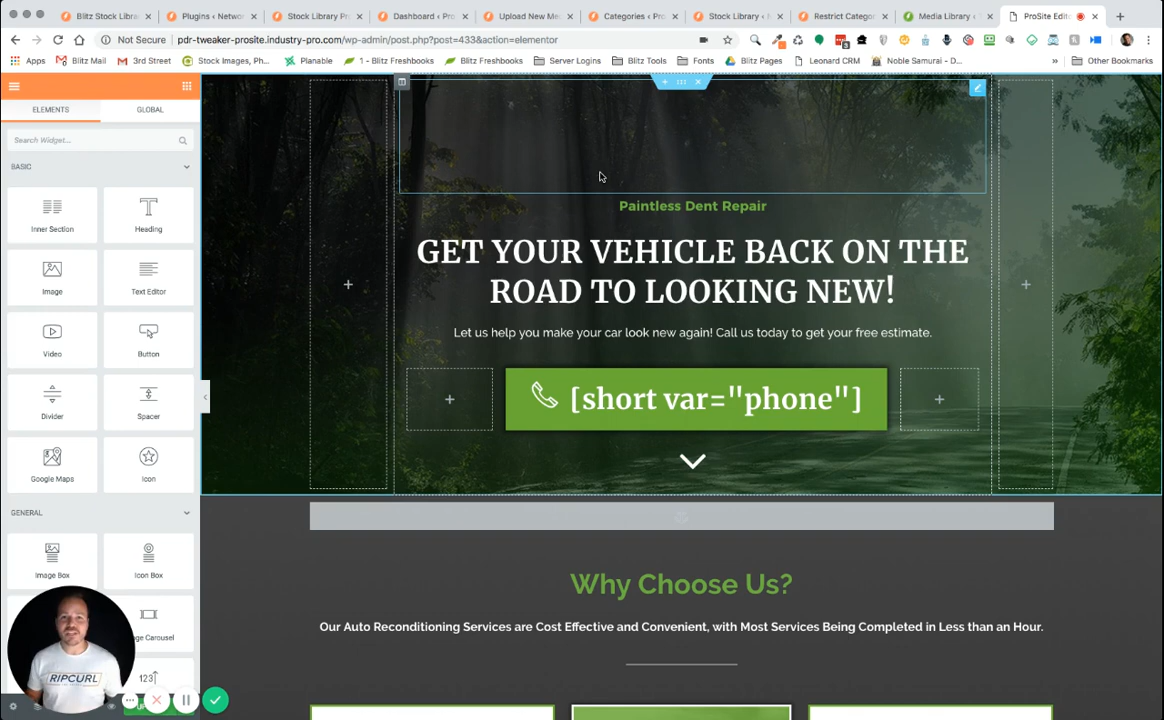 Blitz Stock Libra
Plugins ‹ Netwo
Stock Library Pr
Dashboard ‹ Pro
Upload New Me
Categories ‹ Pro
Stock Library ‹ N
Restrict Categor
Media Library ‹
ProSite Edit
Not Secure
pdr-tweaker-prosite.industry-pro.com/wp-admin/post.php?post=433&action=elementor
Apps
Blitz Mail
3rd Street
Stock Images, Ph...
Planable
1 - Blitz Freshbooks
Blitz Freshbooks
Server Logins
Blitz Tools
Fonts
Blitz Pages
Leonard CRM
Noble Samurai - D...
»
Other Bookmarks
ELEMENTS
GLOBAL
Search Widget...
BASIC
Inner Section
Heading
Image
Text Editor
Video
Button
Divider
Spacer
Google Maps
Icon
GENERAL
Image Box
Icon Box
ge Carousel
123
RIPCURL
Paintless Dent Repair
GET YOUR VEHICLE BACK ON THE
ROAD TO LOOKING NEW!
Let us help you make your car look new again! Call us today to get your free estimate.
[short var="phone"]
Why Choose Us?
Our Auto Reconditioning Services are Cost Effective and Convenient, with Most Services Being Completed in Less than an Hour.